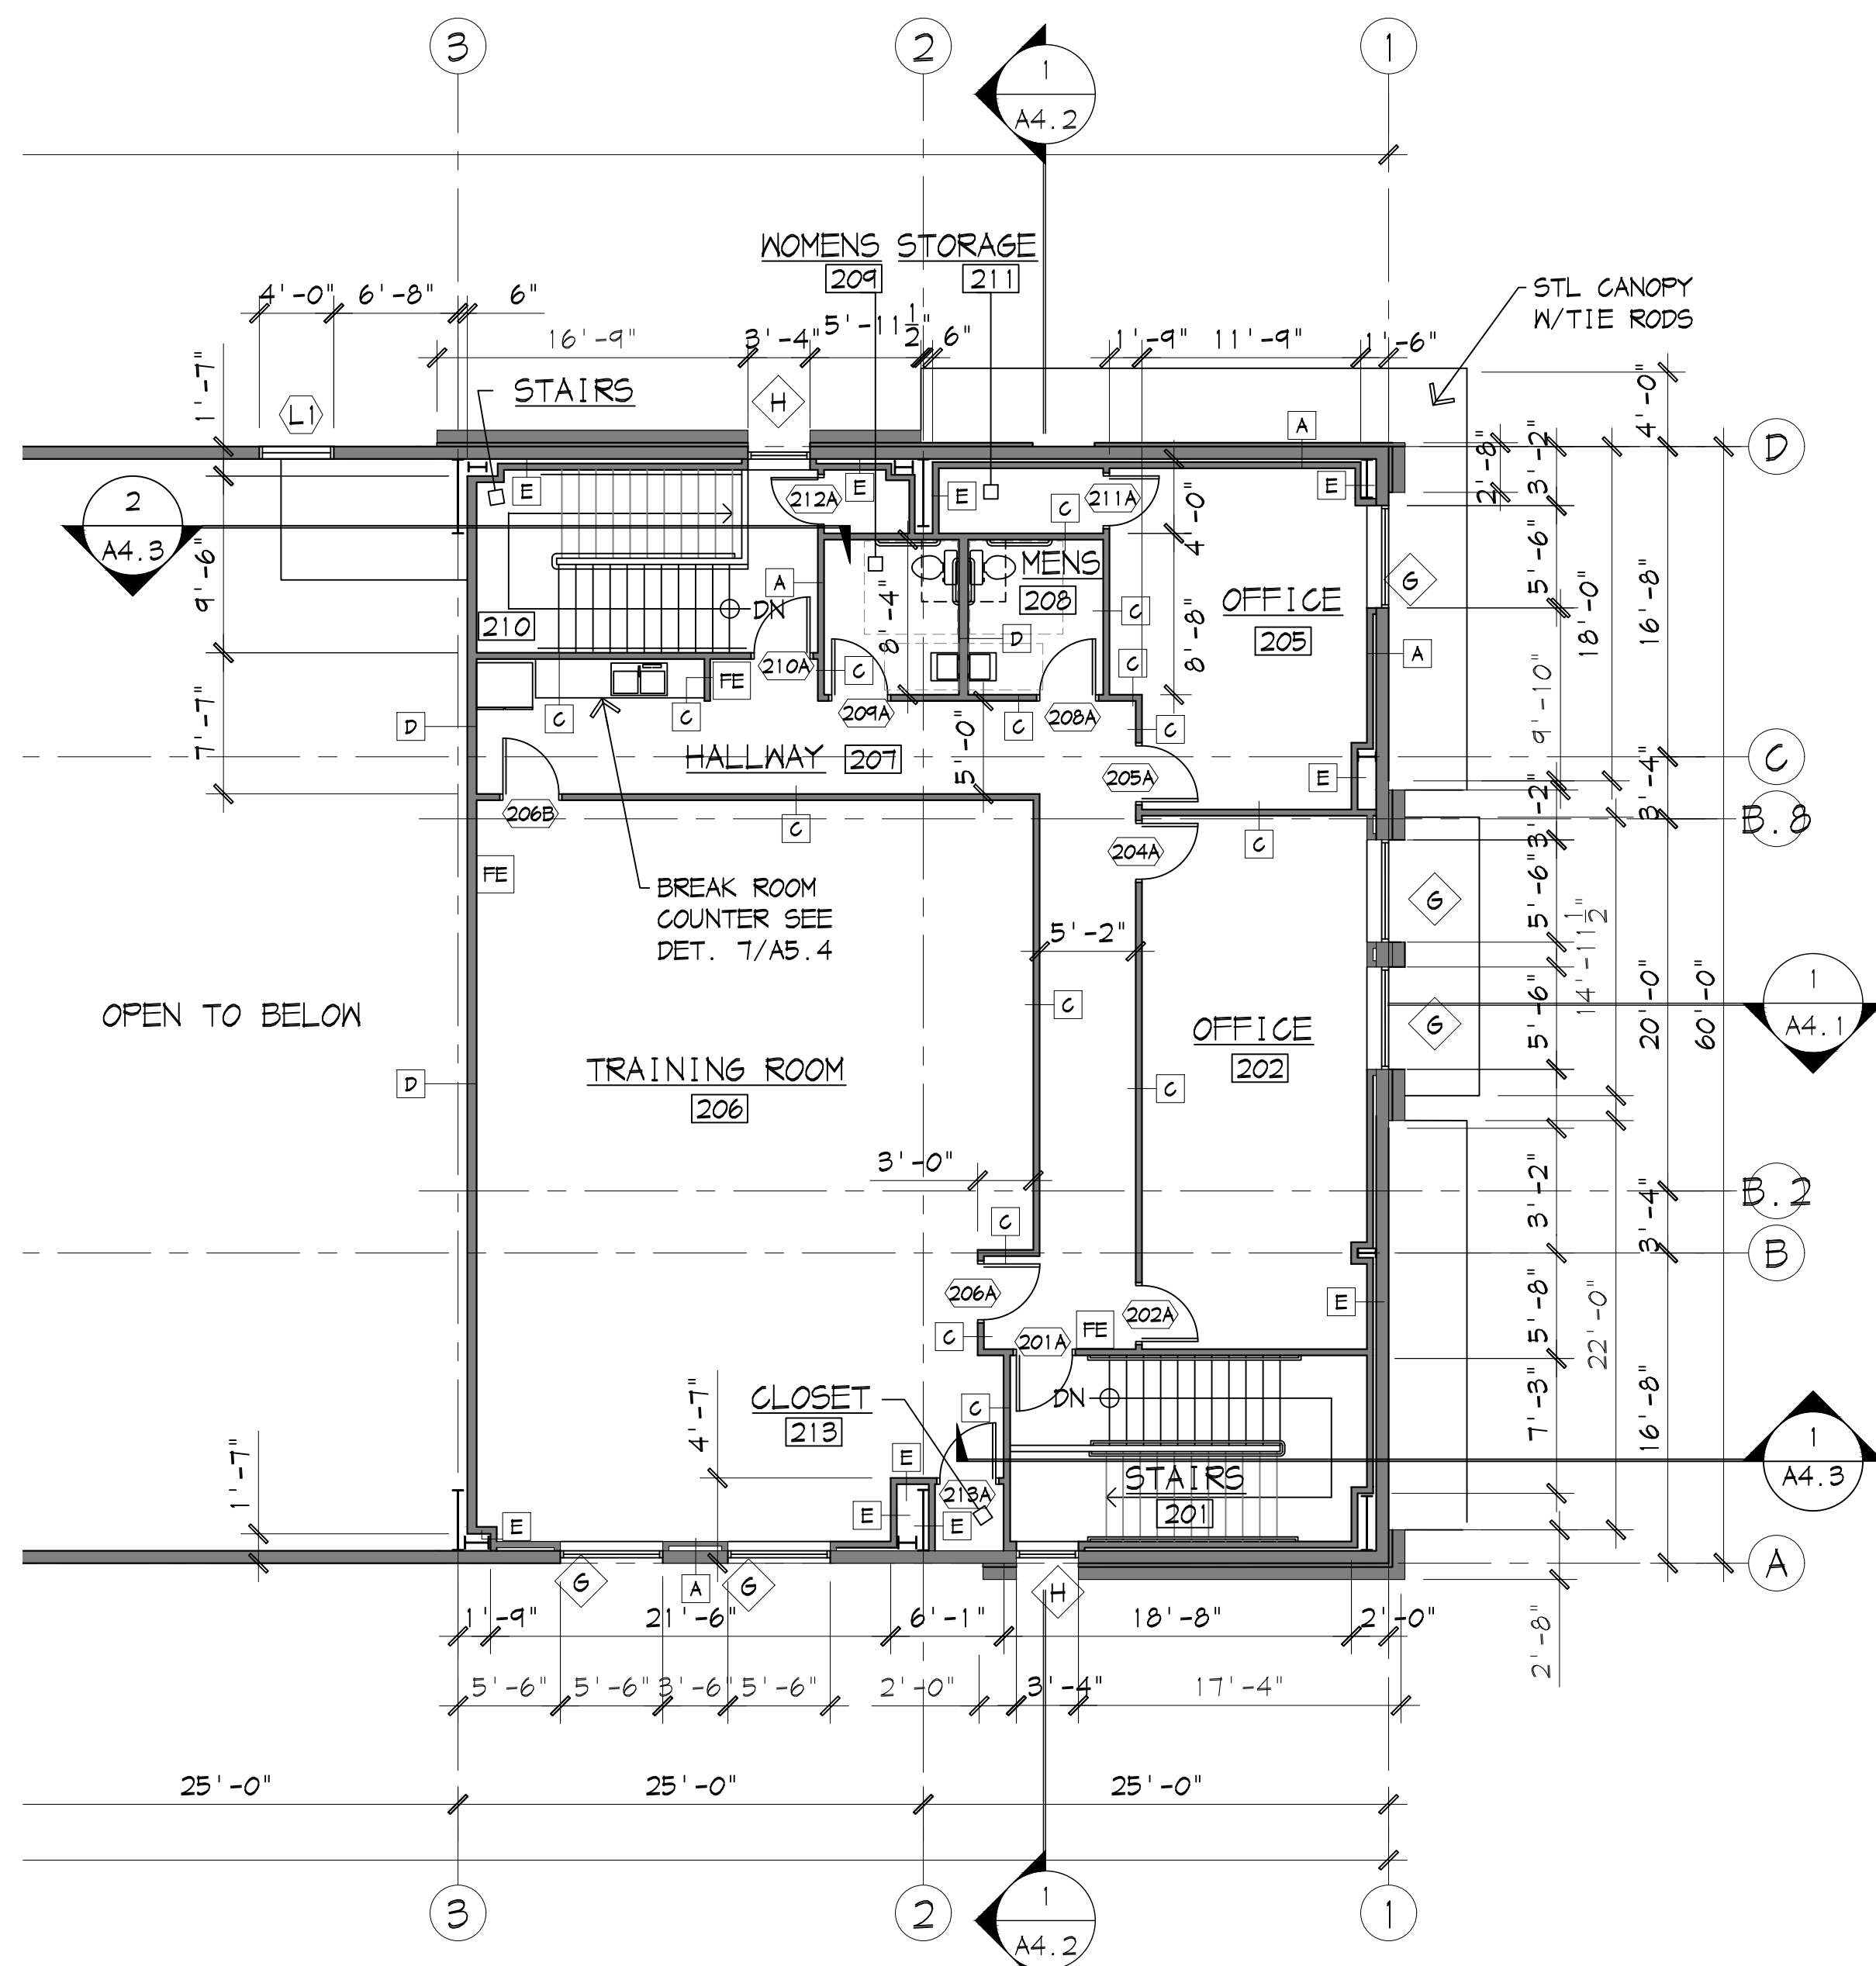 3
2
1
1
A4.2
WOMENS STORAGE
209
211
STL CANOPY
W/TIE RODS
4'-0"
6'-8"
6"
16'-9"
3'-4"
5'-11 1/2"
6"
1'-9"
11'-9"
1'-6"
1'-7"
STAIRS
L1
H
A
4'-0"
2'-8"
3'-2"
D
2
A4.3
E
212A
E
E
C
211A
E
4'-0"
9'-6"
A
MENS
208
C
OFFICE
205
G
5'-6"
18'-0"
16'-8"
210
DN
8'-4"
D
8'-8"
A
210A
C
C
FE
C
C
209A
C
208A
C
D
7'-7"
HALLWAY
207
5'-0"
205A
E
9'-10"
C
3'-4"
206B
C
204A
C
3'-2"
B.8
FE
BREAK ROOM
COUNTER SEE
DET. 7/A5.4
5'-2"
G
5'-6"
14'-11 1/2"
OPEN TO BELOW
C
OFFICE
202
G
5'-6"
20'-0"
60'-0"
1
A4.1
TRAINING ROOM
206
D
C
3'-0"
C
3'-2"
3'-4"
B.2
B
206A
202A
E
5'-8"
22'-0"
C
201A
FE
4'-7"
CLOSET
213
C
DN
7'-3"
16'-8"
1
A4.3
1'-7"
E
213A
STAIRS
201
E
E
E
G
A
G
H
A
1'-9"
21'-6"
6'-1"
18'-8"
2'-0"
2'-8"
5'-6"
5'-6"
3'-6"
5'-6"
2'-0"
3'-4"
17'-4"
25'-0"
25'-0"
25'-0"
3
2
1
1
A4.2